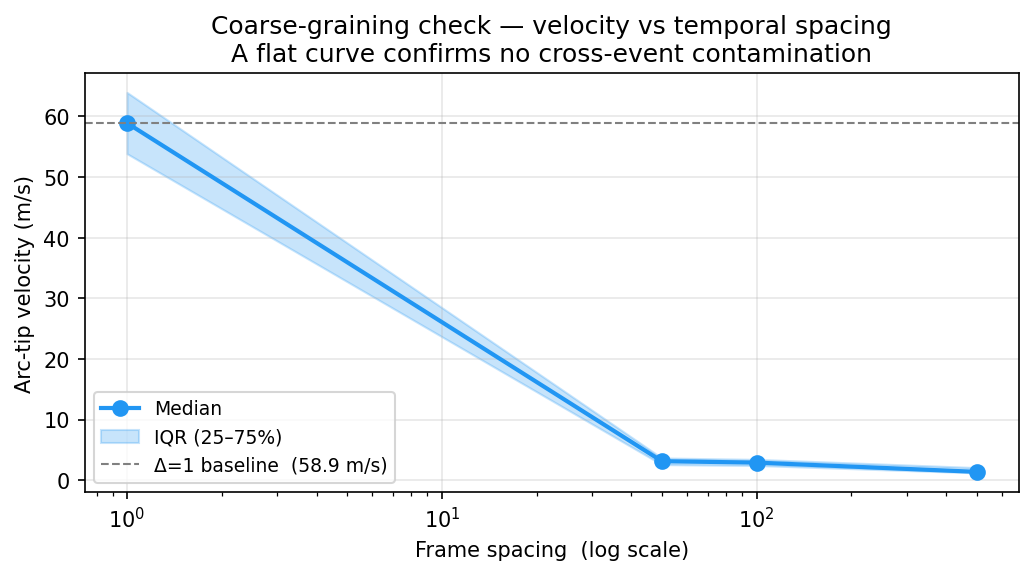 Coarse-graining check — velocity vs temporal spacing
A flat curve confirms no cross-event contamination
Arc-tip velocity (m/s)
60
50
40
30
20
10
0
Median
IQR (25–75%)
Δ=1 baseline  (58.9 m/s)
10⁰
10¹
10²
Frame spacing  (log scale)